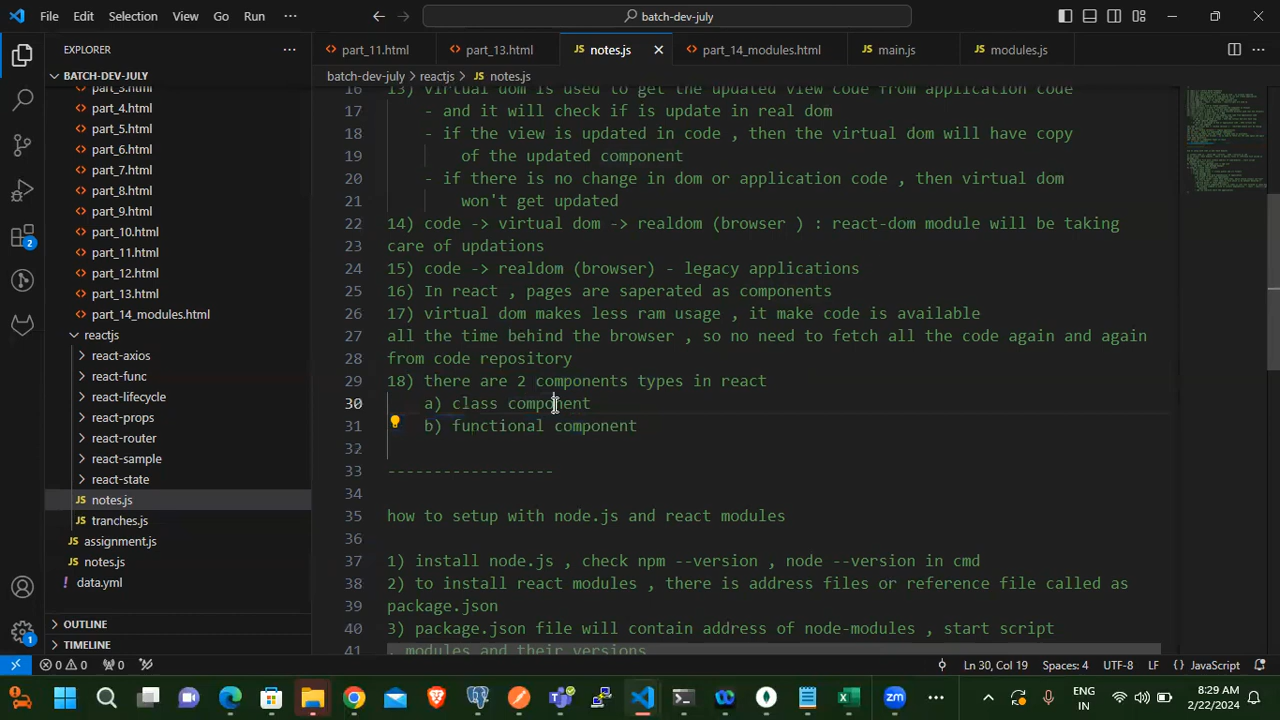 File Edit Selection View Go Run ··· batch-dev-july
EXPLORER ···
part_11.html part_13.html JS notes.js × part_14_modules.html JS main.js JS modules.js ···
BATCH-DEV-JULY
part_3.html
part_4.html
part_5.html
part_6.html
part_7.html
part_8.html
part_9.html
part_10.html
part_11.html
part_12.html
part_13.html
part_14_modules.html
reactjs
react-axios
react-func
react-lifecycle
react-props
react-router
react-sample
react-state
JS notes.js
JS tranches.js
JS assignment.js
JS notes.js
data.yml
OUTLINE
TIMELINE
2
1
batch-dev-july > reactjs > JS notes.js
16 13) virtual dom is used to get the updated view code from application code
17 - and it will check if is update in real dom
18 - if the view is updated in code , then the virtual dom will have copy
19 of the updated component
20 - if there is no change in dom or application code , then virtual dom
21 won't get updated
22 14) code -> virtual dom -> realdom (browser ) : react-dom module will be taking
23 care of updations
24 15) code -> realdom (browser) - legacy applications
25 16) In react , pages are saperated as components
26 17) virtual dom makes less ram usage , it make code is available
27 all the time behind the browser , so no need to fetch all the code again and again
28 from code repository
29 18) there are 2 components types in react
30 a) class component
31 b) functional component
32
33 ------------------
34
35 how to setup with node.js and react modules
36
37 1) install node.js , check npm --version , node --version in cmd
38 2) to install react modules , there is address files or reference file called as
39 package.json
40 3) package.json file will contain address of node-modules , start script
41 , modules and their versions
0 0 0 Ln 30, Col 19 Spaces: 4 UTF-8 LF { } JavaScript
··· ENG 8:29 AM
IN 2/22/2024